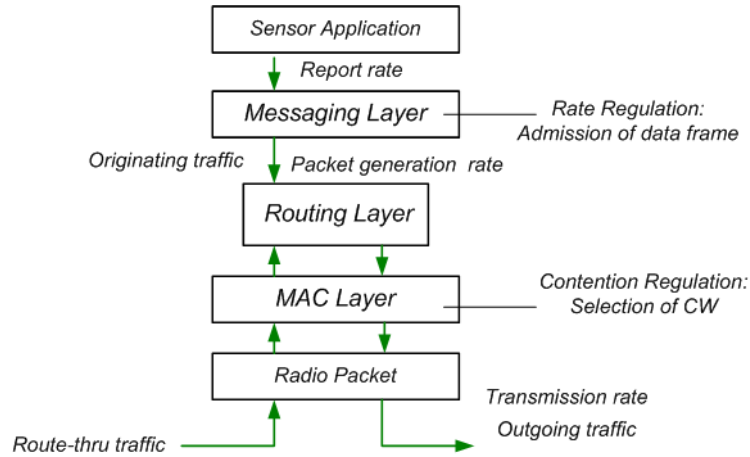 Sensor Application
Report rate
Messaging Layer
Rate Regulation:
Admission of data frame
Originating traffic
Packet generation rate
Routing Layer
MAC Layer
Contention Regulation:
Selection of CW
Radio Packet
Transmission rate
Route-thru traffic
Outgoing traffic